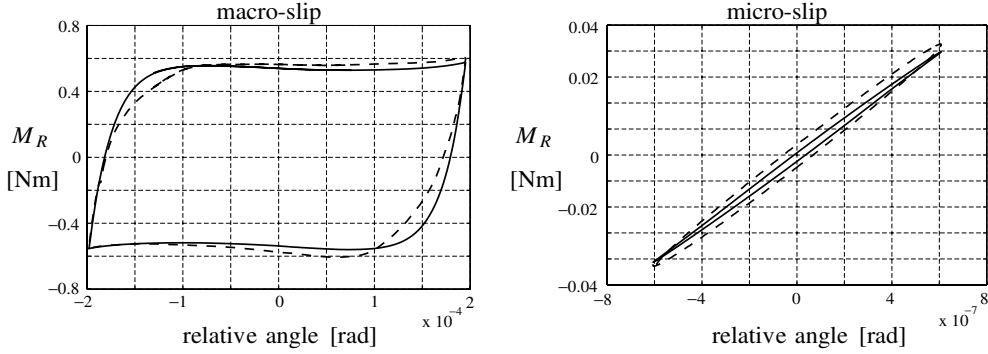 macro-slip
0.8
0.4
0
−0.4
−0.8
M_R
[Nm]
−2
−1
0
1
2
x 10^-4
relative angle [rad]
micro-slip
0.04
0.02
0
−0.02
−0.04
M_R
[Nm]
−8
−4
0
4
8
x 10^-7
relative angle [rad]